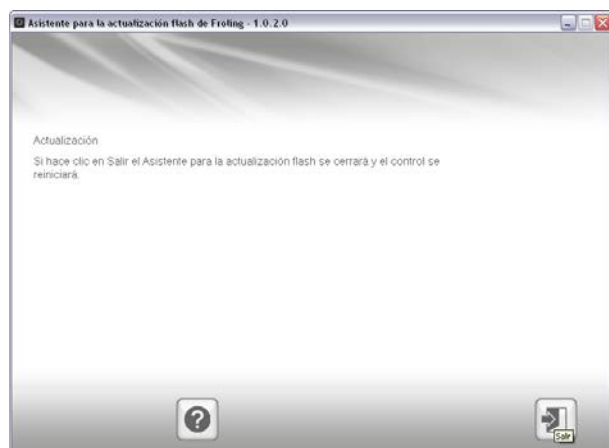 Asistente para la actualización flash de Froling - 1.0.2.0
Actualización
Si hace clic en Salir el Asistente para la actualización flash se cerrará y el control se
reiniciará.
?
Salir